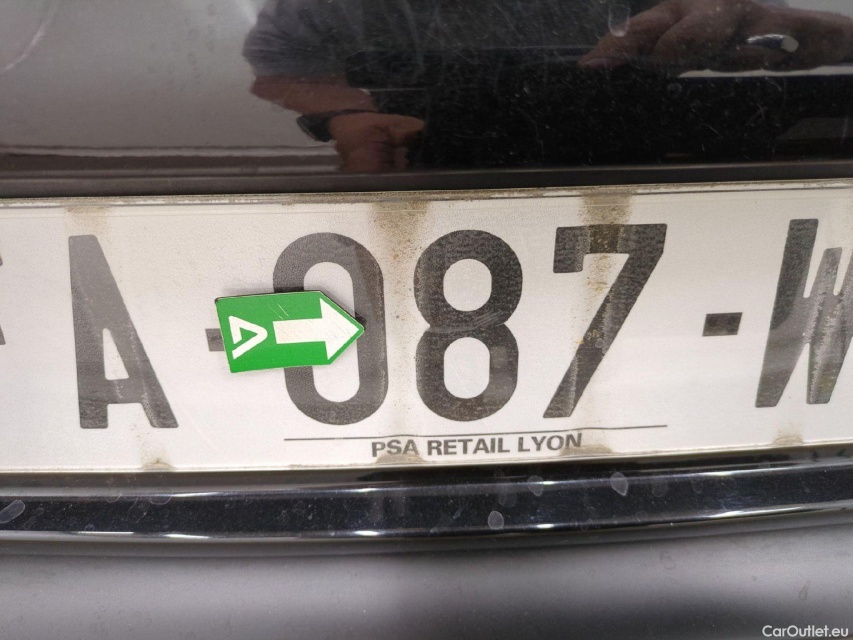 A-087-W
PSA RETAIL LYON
CarOutlet.eu